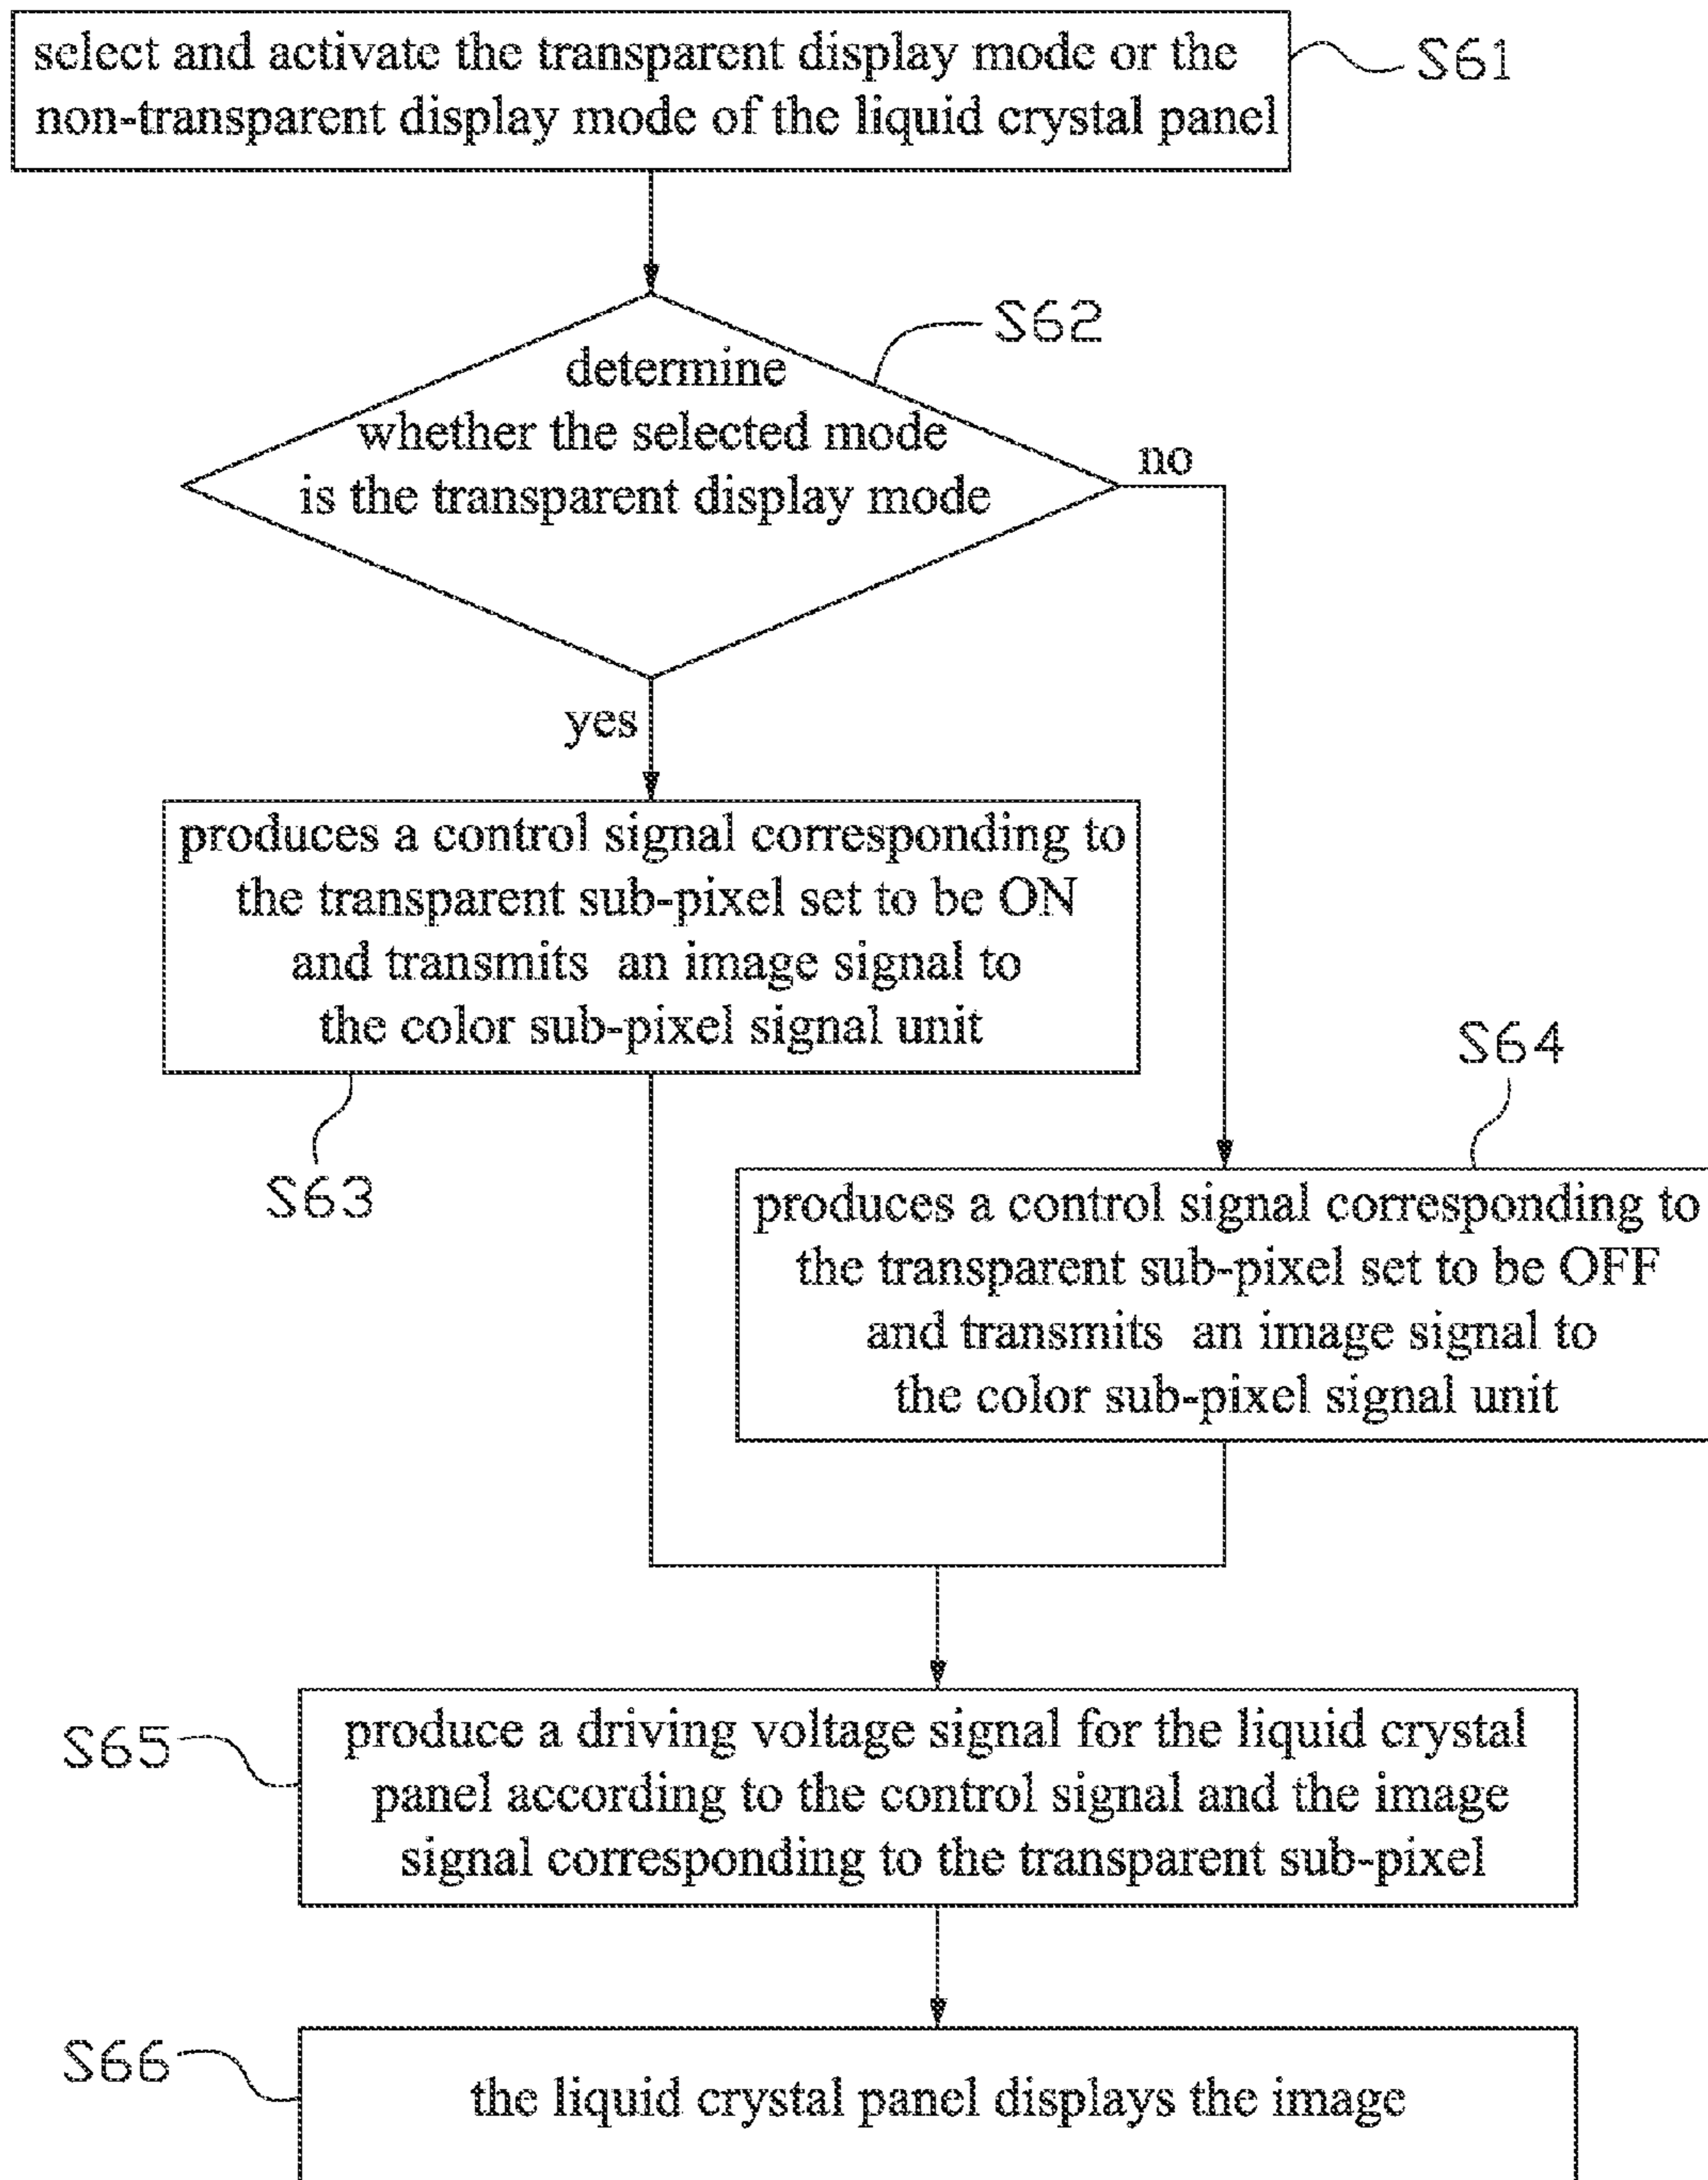 select and activate the transparent display mode or the
non-transparent display mode of the liquid crystal panel
S61
determine
whether the selected mode
is the transparent display mode
S62
no
yes
produces a control signal corresponding to
the transparent sub-pixel set to be ON
and transmits an image signal to
the color sub-pixel signal unit
S63
S64
produces a control signal corresponding to
the transparent sub-pixel set to be OFF
and transmits an image signal to
the color sub-pixel signal unit
S65
produce a driving voltage signal for the liquid crystal
panel according to the control signal and the image
signal corresponding to the transparent sub-pixel
S66
the liquid crystal panel displays the image